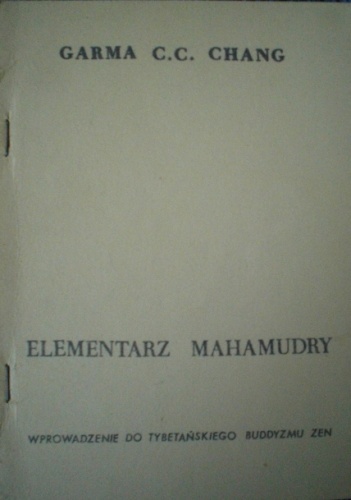 GARMA C.C. CHANG
ELEMENTARZ MAHAMUDRY
WPROWADZENIE DO TYBETAŃSKIEGO BUDDYZMU ZEN